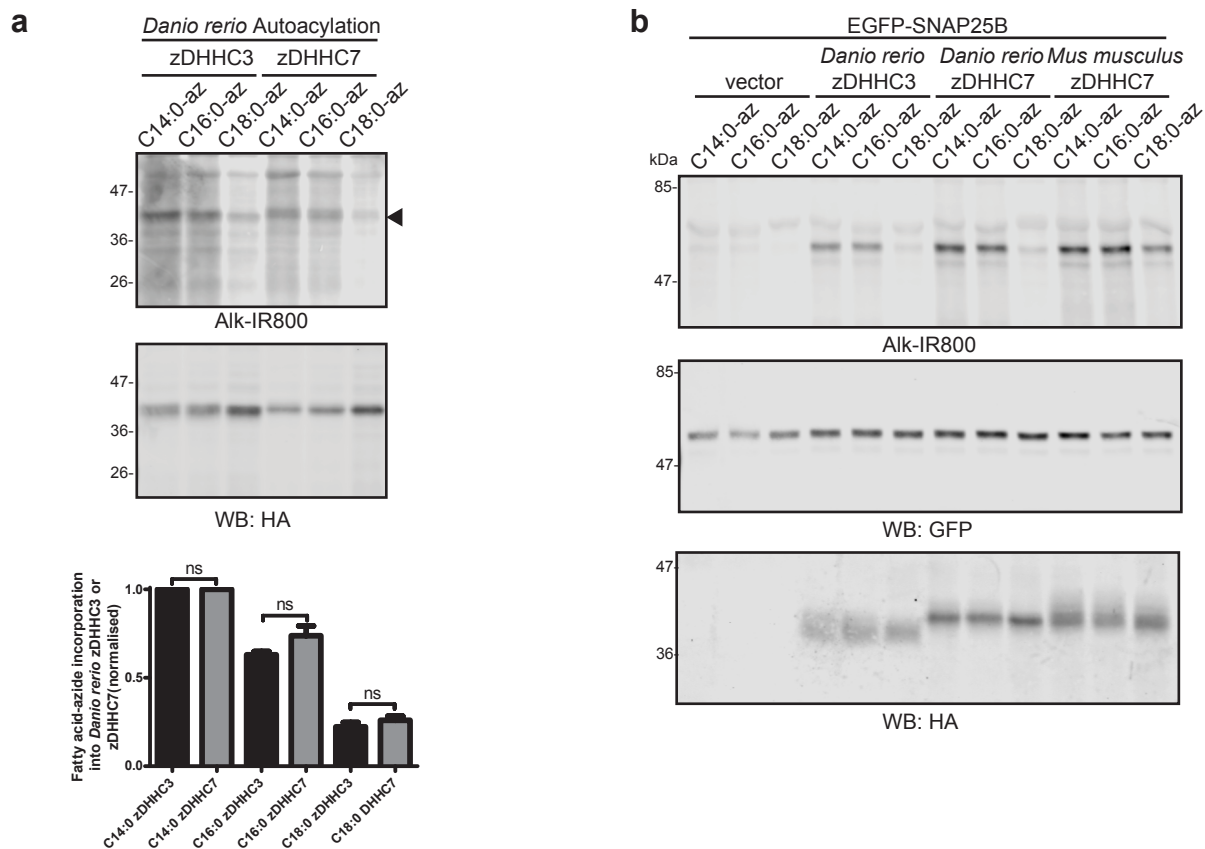 a
Danio rerio Autoacylation
zDHHC3 zDHHC7
C14:0-az C16:0-az C18:0-az C14:0-az C16:0-az C18:0-az
47-
36-
26-
Alk-IR800
47-
36-
26-
WB: HA
Fatty acid-azide incorporation
into Danio rerio zDHHC3 or
zDHHC7(normalised)
1.0
0.5
0.0
ns
ns
ns
C14:0 zDHHC3
C14:0 zDHHC7
C16:0 zDHHC3
C16:0 zDHHC7
C18:0 zDHHC3
C18:0 DHHC7
b
EGFP-SNAP25B
Danio rerio Danio rerio Mus musculus
vector zDHHC3 zDHHC7 zDHHC7
C14:0-az C16:0-az C18:0-az C14:0-az C16:0-az C18:0-az C14:0-az C16:0-az C18:0-az C14:0-az C16:0-az C18:0-az
kDa
85-
47-
Alk-IR800
85-
47-
WB: GFP
47-
36-
WB: HA